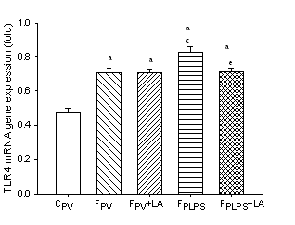 TLR4 mRNA gene expression (fold)
1.0
0.8
0.6
0.4
0.2
0.0
a
a
a
c
a
e
CPV
FPV
FPV+LA
FPLPS
FPLPS+LA